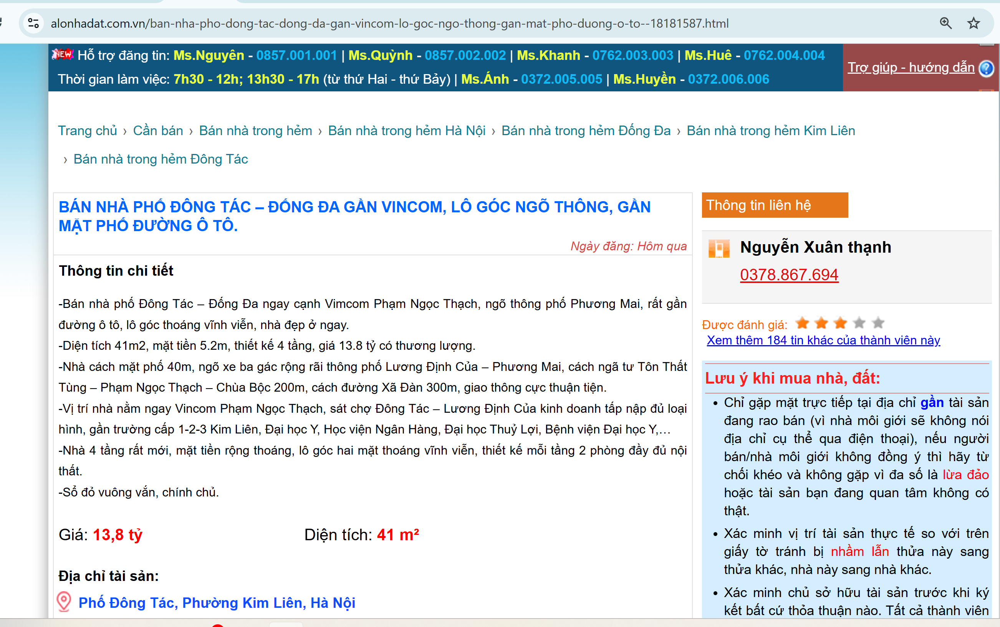 alonhadat.com.vn/ban-nha-pho-dong-tac-dong-da-gan-vincom-lo-goc-ngo-thong-gan-mat-pho-duong-o-to--18181587.html
NEW Hỗ trợ đăng tin: Ms.Nguyên - 0857.001.001 | Ms.Quỳnh - 0857.002.002 | Ms.Khanh - 0762.003.003 | Ms.Huê - 0762.004.004
Thời gian làm việc: 7h30 - 12h; 13h30 - 17h (từ thứ Hai - thứ Bảy) | Ms.Ánh - 0372.005.005 | Ms.Huyền - 0372.006.006
Trợ giúp - hướng dẫn
Trang chủ › Cần bán › Bán nhà trong hẻm › Bán nhà trong hẻm Hà Nội › Bán nhà trong hẻm Đống Đa › Bán nhà trong hẻm Kim Liên
› Bán nhà trong hẻm Đông Tác
BÁN NHÀ PHỐ ĐÔNG TÁC – ĐỐNG ĐA GẦN VINCOM, LÔ GÓC NGÕ THÔNG, GẦN
MẶT PHỐ ĐƯỜNG Ô TÔ.
Ngày đăng: Hôm qua
Thông tin chi tiết
-Bán nhà phố Đông Tác – Đống Đa ngay cạnh Vimcom Phạm Ngọc Thạch, ngõ thông phố Phương Mai, rất gần
đường ô tô, lô góc thoáng vĩnh viễn, nhà đẹp ở ngay.
-Diện tích 41m2, mặt tiền 5.2m, thiết kế 4 tầng, giá 13.8 tỷ có thương lượng.
-Nhà cách mặt phố 40m, ngõ xe ba gác rộng rãi thông phố Lương Định Của – Phương Mai, cách ngã tư Tôn Thất
Tùng – Phạm Ngọc Thạch – Chùa Bộc 200m, cách đường Xã Đàn 300m, giao thông cực thuận tiện.
-Vị trí nhà nằm ngay Vincom Phạm Ngọc Thạch, sát chợ Đông Tác – Lương Định Của kinh doanh tấp nập đủ loại
hình, gần trường cấp 1-2-3 Kim Liên, Đại học Y, Học viện Ngân Hàng, Đại học Thuỷ Lợi, Bệnh viện Đại học Y,...
-Nhà 4 tầng rất mới, mặt tiền rộng thoáng, lô góc hai mặt thoáng vĩnh viễn, thiết kế mỗi tầng 2 phòng đầy đủ nội
thất.
-Sổ đỏ vuông vắn, chính chủ.
Giá: 13,8 tỷ
Diện tích: 41 m²
Địa chỉ tài sản:
Phố Đông Tác, Phường Kim Liên, Hà Nội
Thông tin liên hệ
Nguyễn Xuân thạnh
0378.867.694
Được đánh giá:
Xem thêm 184 tin khác của thành viên này
Lưu ý khi mua nhà, đất:
• Chỉ gặp mặt trực tiếp tại địa chỉ gần tài sản
đang rao bán (vì nhà môi giới sẽ không nói
địa chỉ cụ thể qua điện thoại), nếu người
bán/nhà môi giới không đồng ý thì hãy từ
chối khéo và không gặp vì đa số là lừa đảo
hoặc tài sản bạn đang quan tâm không có
thật.
• Xác minh vị trí tài sản thực tế so với trên
giấy tờ tránh bị nhầm lẫn thửa này sang
thửa khác, nhà này sang nhà khác.
• Xác minh chủ sở hữu tài sản trước khi ký
kết bất cứ thỏa thuận nào. Tất cả thành viên